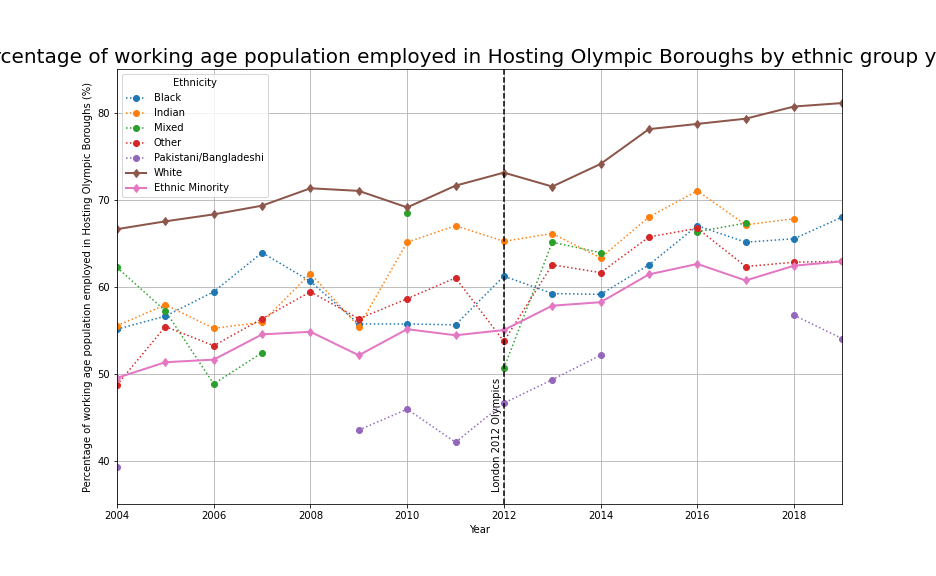 centage of working age population employed in Hosting Olympic Boroughs by ethnic group y
Percentage of working age population employed in Hosting Olympic Boroughs (%)
80
70
60
50
40
Ethnicity
Black
Indian
Mixed
Other
Pakistani/Bangladeshi
White
Ethnic Minority
London 2012 Olympics
2004 2006 2008 2010 2012 2014 2016 2018
Year